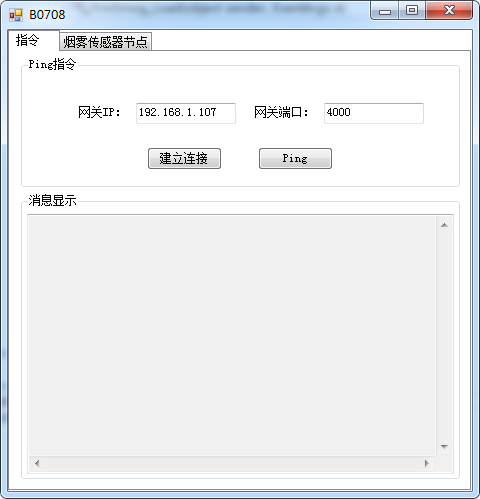 B0708
指令
烟雾传感器节点
Ping指令
网关IP: 192.168.1.107 网关端口: 4000
建立连接 Ping
消息显示